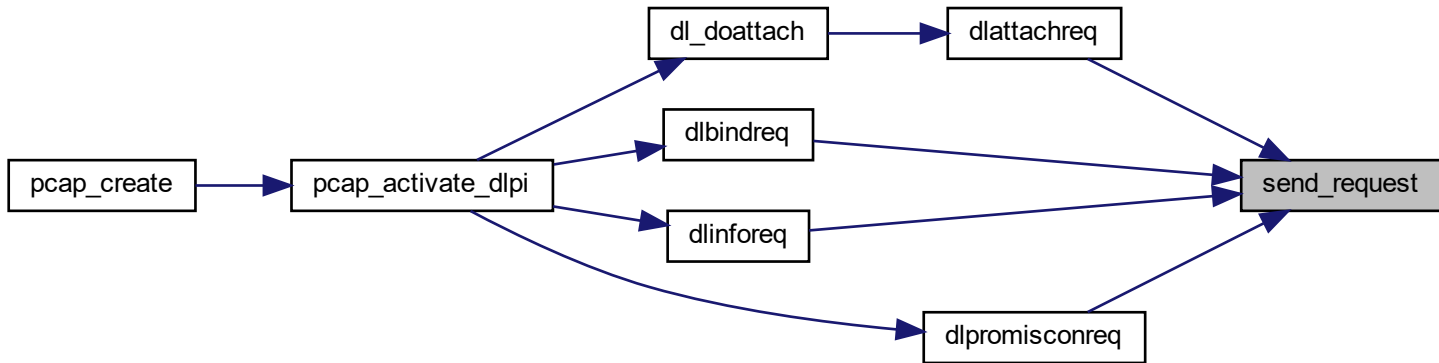 dl_doattach
dlattachreq
dlbindreq
pcap_create
pcap_activate_dlpi
send_request
dlinforeq
dlpromisconreq